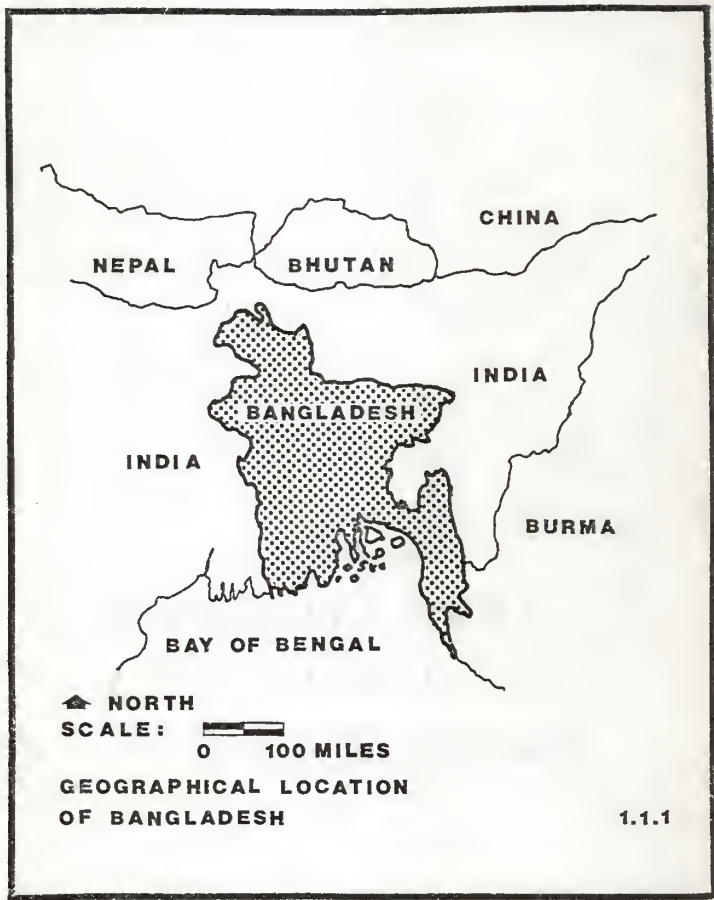 CHINA
NEPAL
BHUTAN
INDIA
BANGLADESH
INDIA
BURMA
BAY OF BENGAL
NORTH
SCALE:
0 100 MILES
GEOGRAPHICAL LOCATION
OF BANGLADESH 1.1.1